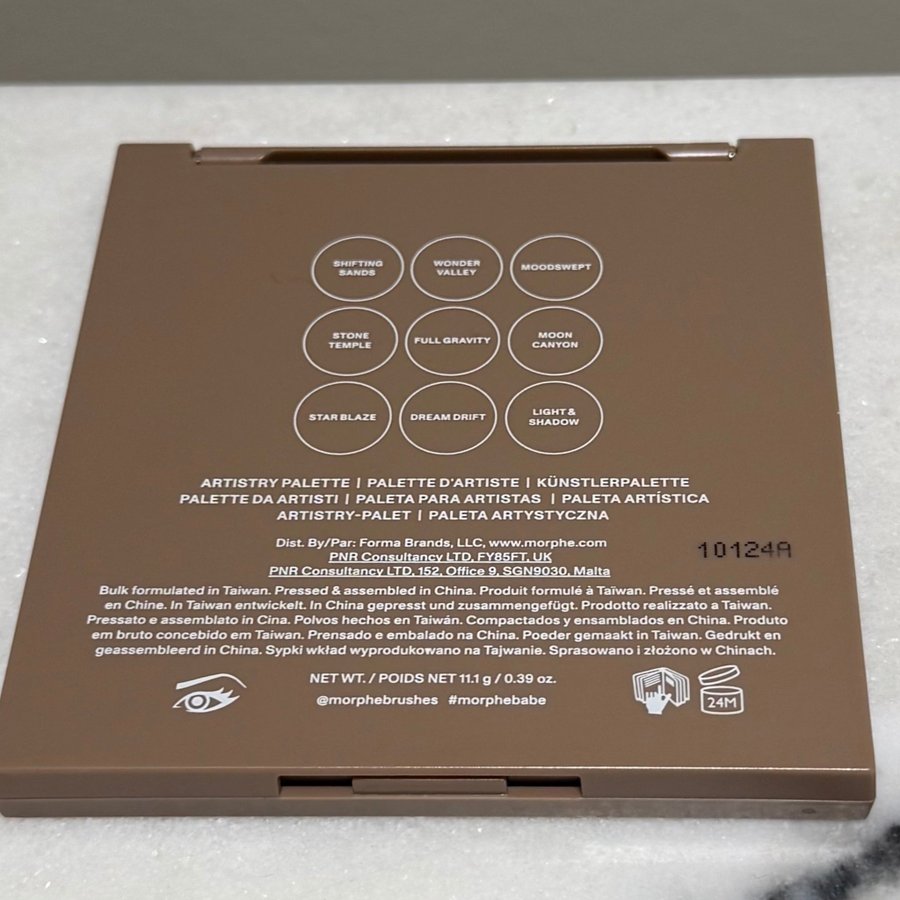 SHIFTING
SANDS
WONDER
VALLEY
MOODSWEPT
STONE
TEMPLE
FULL GRAVITY
MOON
CANYON
STAR BLAZE
DREAM DRIFT
LIGHT &
SHADOW
ARTISTRY PALETTE | PALETTE D'ARTISTE | KÜNSTLERPALETTE
PALETTE DA ARTISTI | PALETA PARA ARTISTAS | PALETA ARTÍSTICA
ARTISTRY-PALET | PALETA ARTYSTYCZNA
Dist. By/Par: Forma Brands, LLC, www.morphe.com
PNR Consultancy LTD, FY85FT, UK
PNR Consultancy LTD, 152, Office 9, SGN9030, Malta
10124A
Bulk formulated in Taiwan. Pressed & assembled in China. Produit formulé à Taïwan. Pressé et assemblé
en Chine. In Taiwan entwickelt. In China gepresst und zusammengefügt. Prodotto realizzato a Taiwan.
Pressato e assemblato in Cina. Polvos hechos en Taiwán. Compactados y ensamblados en China. Produto
em bruto concebido em Taiwan. Prensado e embalado na China. Poeder gemaakt in Taiwan. Gedrukt en
geassembleerd in China. Sypki wkład wyprodukowano na Tajwanie. Sprasowano i złożono w Chinach.
NET WT. / POIDS NET 11.1 g / 0.39 oz.
@morphebrushes #morphebabe
24M